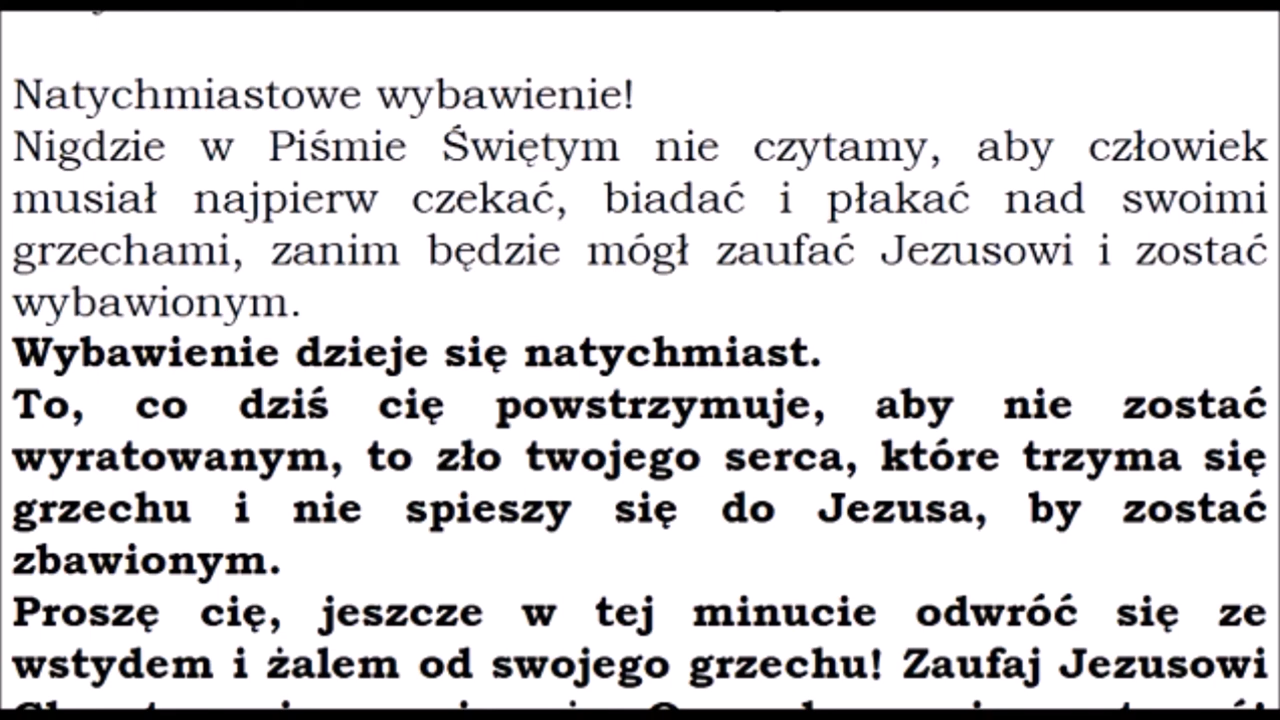 Natychmiastowe wybawienie!
Nigdzie w Piśmie Świętym nie czytamy, aby człowiek
musiał najpierw czekać, biadać i płakać nad swoimi
grzechami, zanim będzie mógł zaufać Jezusowi i zostać
wybawionym.
Wybawienie dzieje się natychmiast.
To, co dziś cię powstrzymuje, aby nie zostać
wyratowanym, to zło twojego serca, które trzyma się
grzechu i nie spieszy się do Jezusa, by zostać
zbawionym.
Proszę cię, jeszcze w tej minucie odwróć się ze
wstydem i żalem od swojego grzechu! Zaufaj Jezusowi